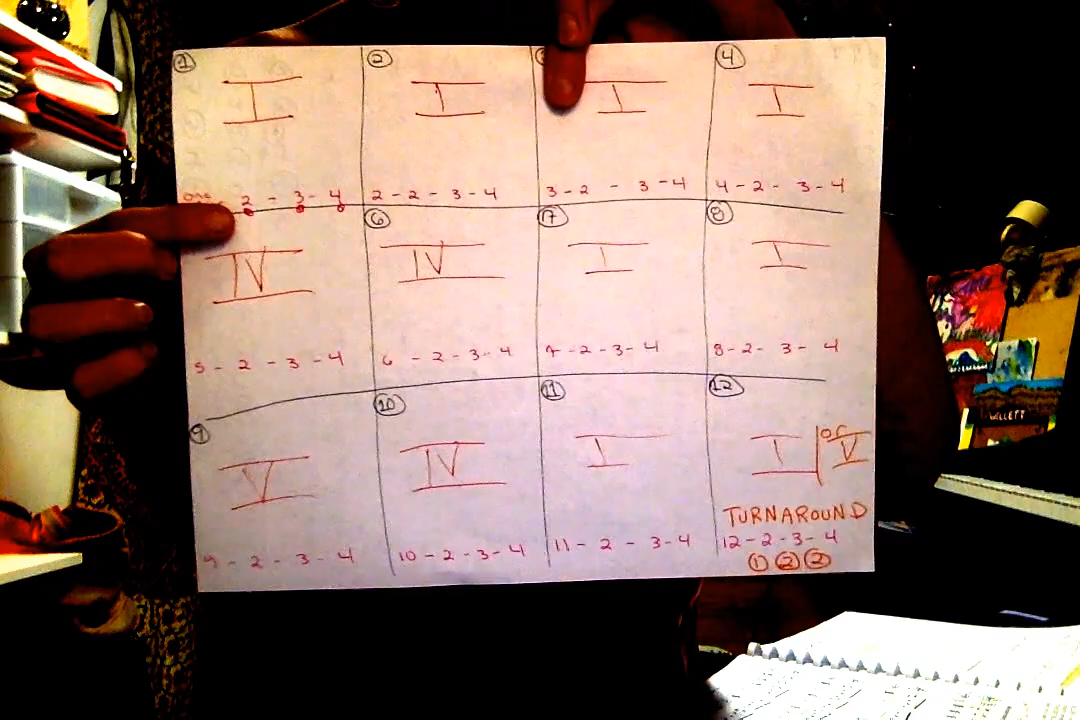 ① ② ④
I I I I
one 2 - 3 - 4 2 - 2 - 3 - 4 3 - 2 - 3 - 4 4 - 2 - 3 - 4
⑥ ⑦ ⑧
IV IV I I
5 - 2 - 3 - 4 6 - 2 - 3 - 4 7 - 2 - 3 - 4 8 - 2 - 3 - 4
⑨ ⑩ ⑪ ⑫
V IV I I or V
TURNAROUND
9 - 2 - 3 - 4 10 - 2 - 3 - 4 11 - 2 - 3 - 4 12 - 2 - 3 - 4
① ② ②
WILLETT